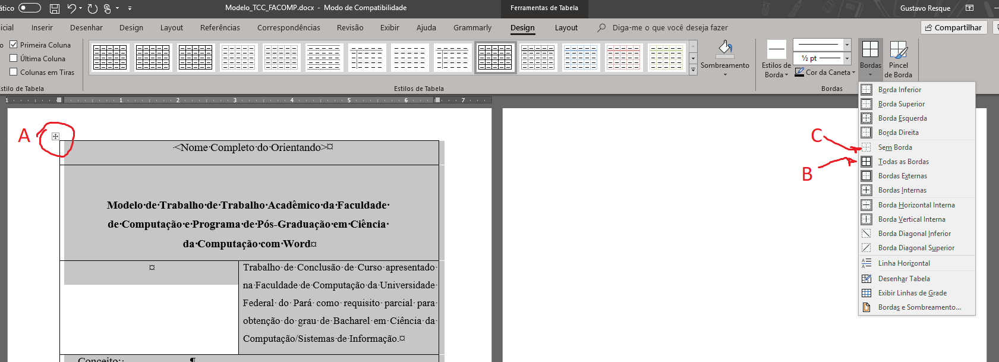 ático
Modelo_TCC_FACOMP.docx - Modo de Compatibilidade
Ferramentas de Tabela
Gustavo Resque
icial Inserir Desenhar Design Layout Referências Correspondências Revisão Exibir Ajuda Grammarly Design Layout Diga-me o que você deseja fazer Compartilhar
o Primeira Coluna
Última Coluna
Colunas em Tiras
stilo de Tabela
Estilos de Tabela
Sombreamento
Estilos de
Borda
½ pt
Cor da Caneta
Bordas
Pincel
de Borda
Bordas
1 1 2 3 4 5 6 7
A
·<Nome·Completo·do·Orientando>¤
Modelo·de·Trabalho·de·Trabalho·Acadêmico·da·Faculdade·
de·Computação·e·Programa·de·Pós-Graduação·em·Ciência·
da·Computação·com·Word¤
¤
Trabalho·de·Conclusão·de·Curso·apresentado·
na·Faculdade·de·Computação·da·Universidade·
Federal·do·Pará·como·requisito·parcial·para·
obtenção·do·grau·de·Bacharel·em·Ciência·da·
Computação/Sistemas·de·Informação.¤
Conceito:· ¶
Borda Inferior
Borda Superior
Borda Esquerda
Borda Direita
C
Sem Borda
B
Todas as Bordas
Bordas Externas
Bordas Internas
Borda Horizontal Interna
Borda Vertical Interna
Borda Diagonal Inferior
Borda Diagonal Superior
Linha Horizontal
Desenhar Tabela
Exibir Linhas de Grade
Bordas e Sombreamento...